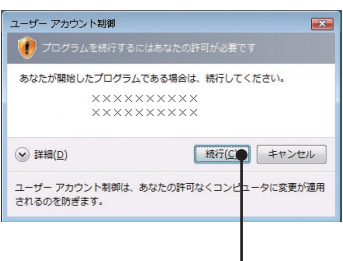 ユーザー アカウント制御
プログラムを続行するにはあなたの許可が必要です
あなたが開始したプログラムである場合は、続行してください。
××××××××××
××××××××××
詳細(D)
続行(C)
キャンセル
ユーザー アカウント制御は、あなたの許可なくコンピュータに変更が適用
されるのを防ぎます。